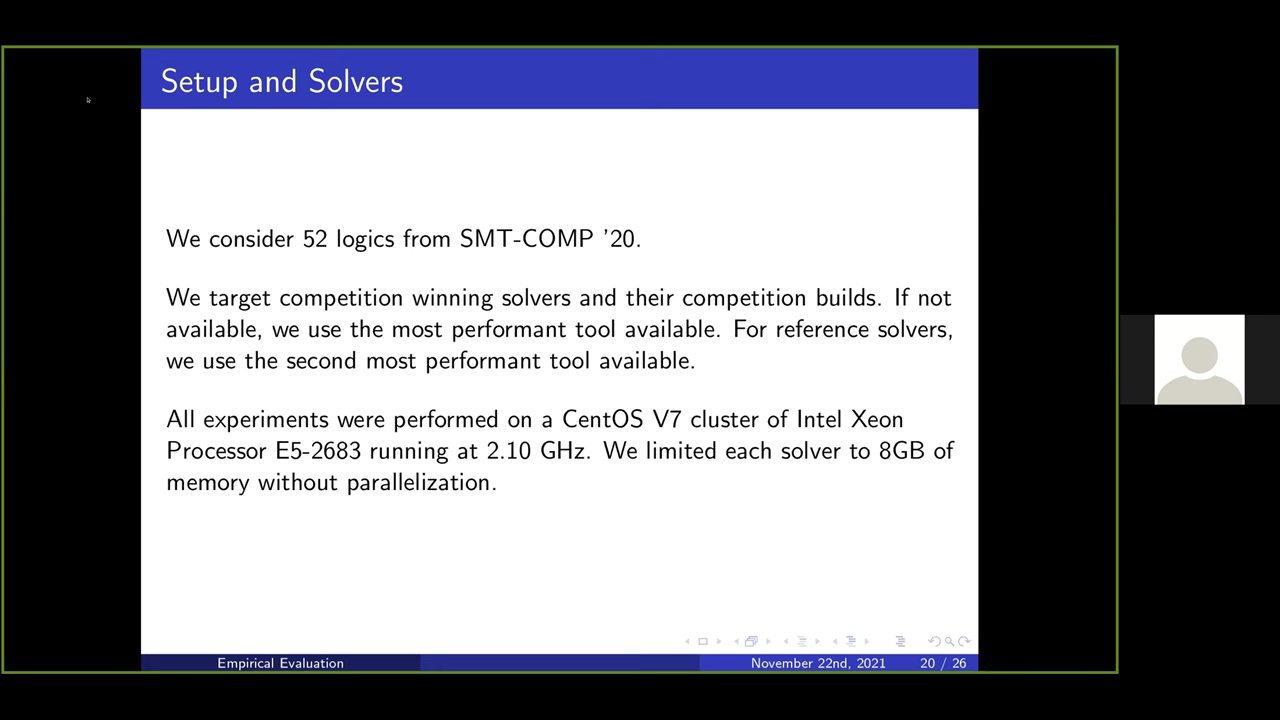 Setup and Solvers
We consider 52 logics from SMT-COMP ’20.
We target competition winning solvers and their competition builds. If not
available, we use the most performant tool available. For reference solvers,
we use the second most performant tool available.
All experiments were performed on a CentOS V7 cluster of Intel Xeon
Processor E5-2683 running at 2.10 GHz. We limited each solver to 8GB of
memory without parallelization.
Empirical Evaluation
November 22nd, 2021
20 / 26